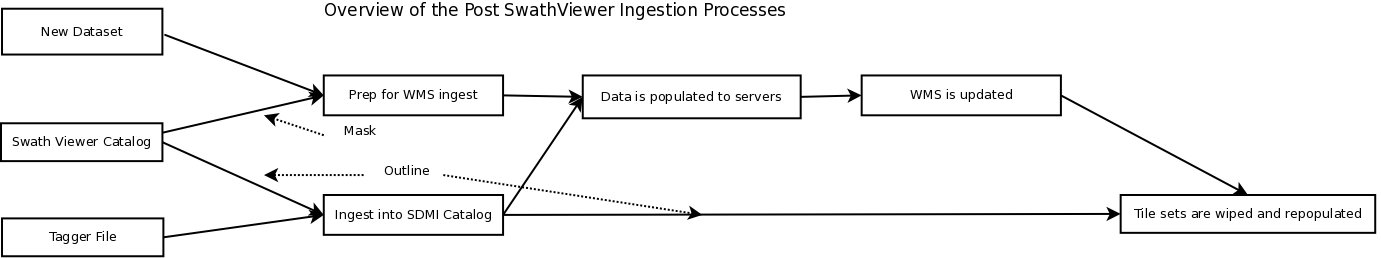 Overview of the Post SwathViewer Ingestion Processes
New Dataset
Prep for WMS ingest
Data is populated to servers
WMS is updated
Mask
Swath Viewer Catalog
Outline
Ingest into SDMI Catalog
Tile sets are wiped and repopulated
Tagger File